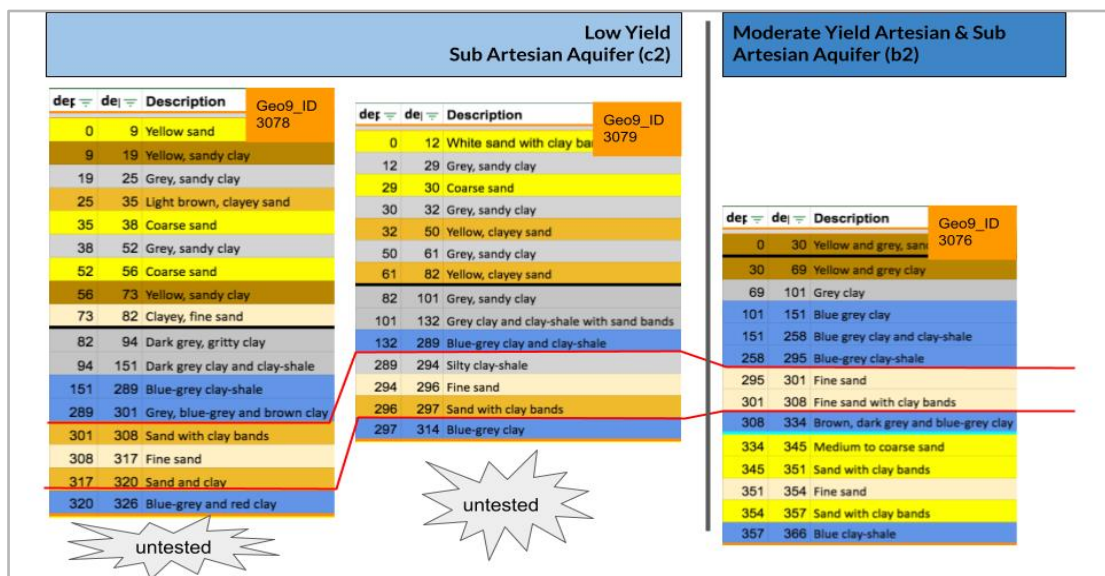 Low Yield
Sub Artesian Aquifer (c2)
Moderate Yield Artesian & Sub
Artesian Aquifer (b2)
Geo9_ID
3078
Description
0 9 Yellow sand
9 19 Yellow, sandy clay
19 25 Grey, sandy clay
25 35 Light brown, clayey sand
35 38 Coarse sand
38 52 Grey, sandy clay
52 56 Coarse sand
56 73 Yellow, sandy clay
73 82 Clayey, fine sand
82 94 Dark grey, gritty clay
94 151 Dark grey clay and clay-shale
151 289 Blue-grey clay-shale
289 301 Grey, blue-grey and brown clay
301 308 Sand with clay bands
308 317 Fine sand
317 320 Sand and clay
320 326 Blue-grey and red clay
untested
Geo9_ID
3079
Description
0 12 White sand with clay
12 29 Grey, sandy clay
29 30 Coarse sand
30 32 Grey, sandy clay
32 50 Yellow, clayey sand
50 61 Grey, sandy clay
61 82 Yellow, clayey sand
82 101 Grey, sandy clay
101 132 Grey clay and clay-shale with sand bands
132 289 Blue-grey clay and clay-shale
289 294 Silty clay-shale
294 296 Fine sand
296 297 Sand with clay bands
297 314 Blue-grey clay
untested
Geo9_ID
3076
Description
0 30 Yellow and grey,
30 69 Yellow and grey clay
69 101 Grey clay
101 151 Blue grey clay
151 258 Blue grey clay and clay-shale
258 295 Blue-grey clay-shale
295 301 Fine sand
301 308 Fine sand with clay bands
308 334 Brown, dark grey and blue-grey clay
334 345 Medium to coarse sand
345 351 Sand with clay bands
351 354 Fine sand
354 357 Sand with clay bands
357 366 Blue clay-shale